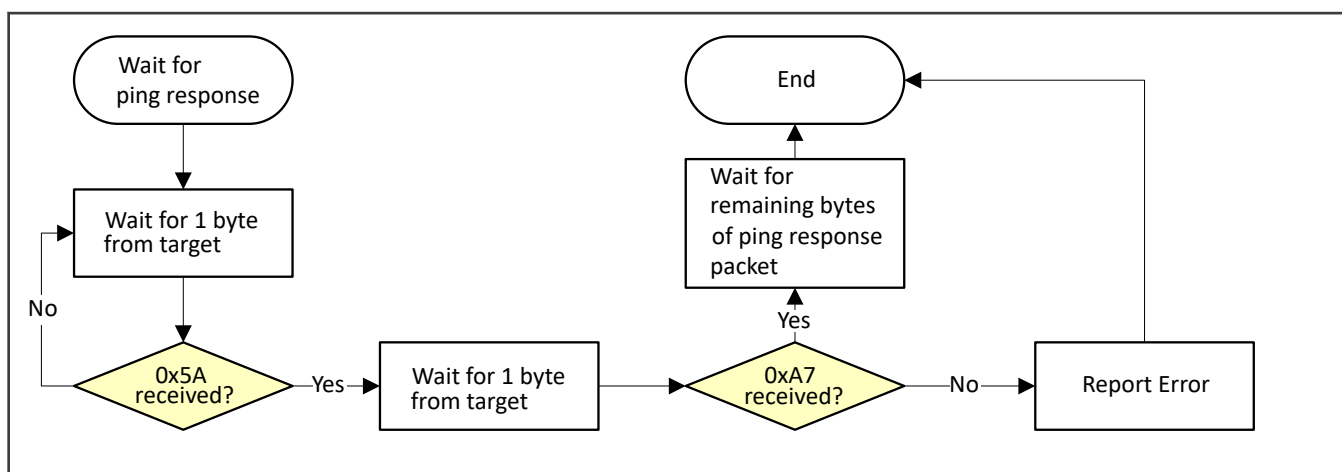 Wait for
ping response
Wait for 1 byte
from target
No
0x5A
received?
Yes
Wait for 1 byte
from target
0xA7
received?
Yes
Wait for
remaining bytes
of ping response
packet
End
No
Report Error